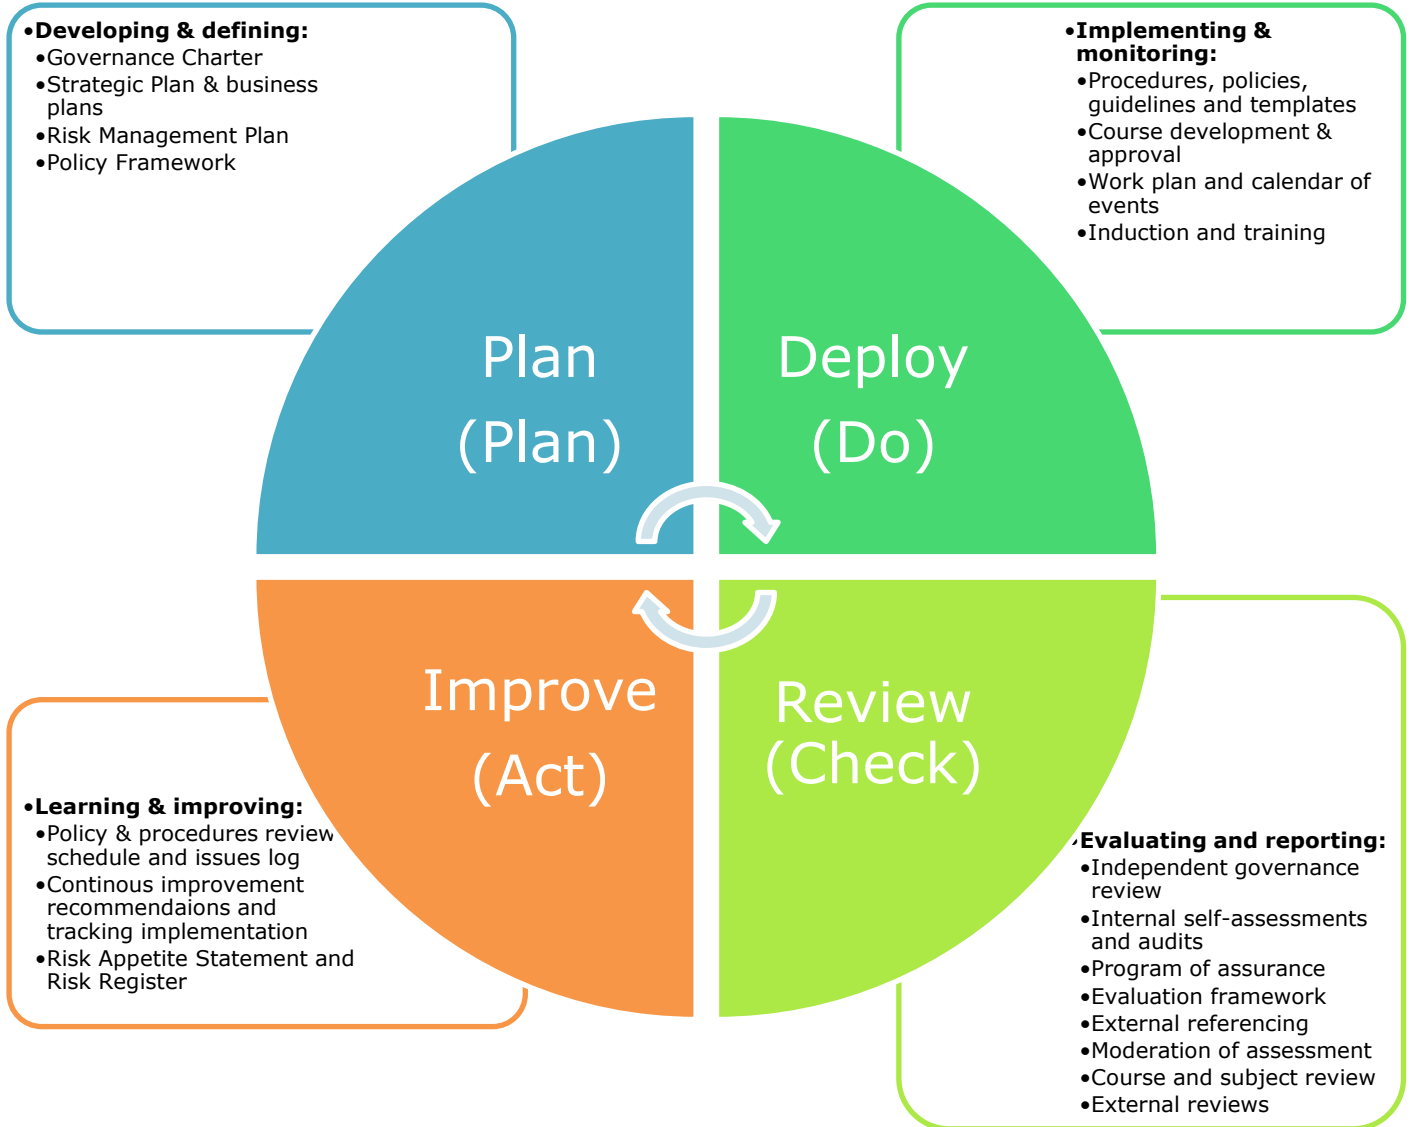 •Developing & defining:
•Governance Charter
•Strategic Plan & business
plans
•Risk Management Plan
•Policy Framework
•Implementing &
monitoring:
•Procedures, policies,
guidelines and templates
•Course development &
approval
•Work plan and calendar of
events
•Induction and training
Plan
(Plan)
Deploy
(Do)
Improve
(Act)
Review
(Check)
•Learning & improving:
•Policy & procedures review
schedule and issues log
•Continous improvement
recommendaions and
tracking implementation
•Risk Appetite Statement and
Risk Register
•Evaluating and reporting:
•Independent governance
review
•Internal self-assessments
and audits
•Program of assurance
•Evaluation framework
•External referencing
•Moderation of assessment
•Course and subject review
•External reviews